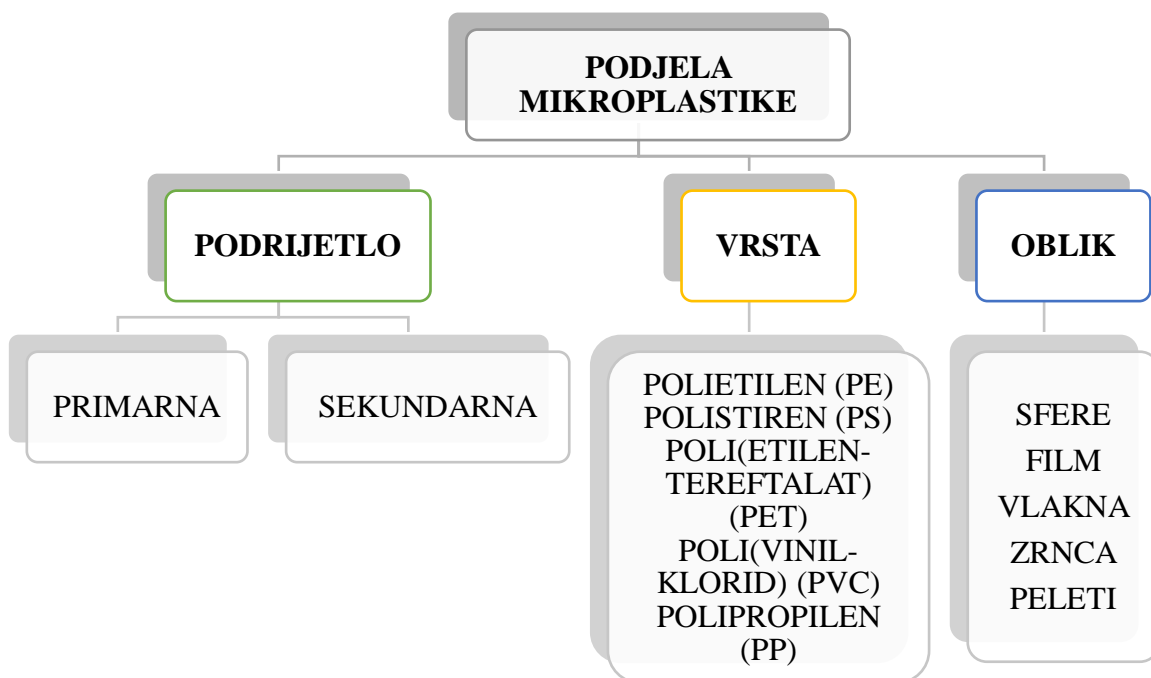 PODJELA
MIKROPLASTIKE
PODRIJETLO
VRSTA
OBLIK
PRIMARNA
SEKUNDARNA
POLIETILEN (PE)
POLISTIREN (PS)
POLI(ETILEN-
TEREFTALAT)
(PET)
POLI(VINIL-
KLORID) (PVC)
POLIPROPILEN
(PP)
SFERE
FILM
VLAKNA
ZRNCA
PELETI